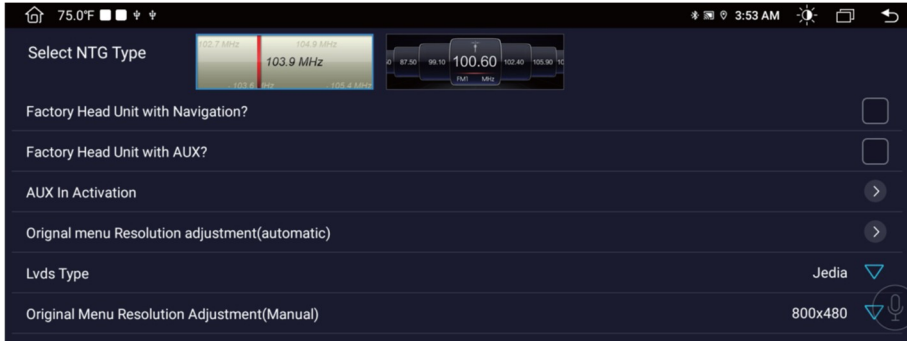 75.0℉
3:53 AM
Select NTG Type
102.7 MHz 104.9 MHz
103.9 MHz
103.6 MHz 105.4 MHz
87.50 99.10 100.60 102.40 105.90
FM1 MHz
Factory Head Unit with Navigation?
Factory Head Unit with AUX?
AUX In Activation
Orignal menu Resolution adjustment(automatic)
Lvds Type Jedia
Original Menu Resolution Adjustment(Manual) 800x480